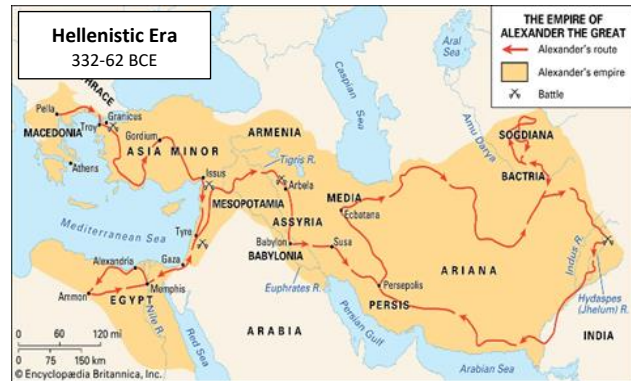 Hellenistic Era
332-62 BCE
THE EMPIRE OF
ALEXANDER THE GREAT
Alexander's route
Alexander's empire
Battle
Aral
Sea
Caspian
Sea
THRACE
Pella
Granicus
Troy
MACEDONIA
Gordium
ARMENIA
Amu Darya
SOGDIANA
Athens
ASIA MINOR
Tigris R.
BACTRIA
Issus
Arbela
MEDIA
MESOPOTAMIA
Ecbatana
Mediterranean Sea
ASSYRIA
Tyre
Babylon
Susa
ARIANA
Indus R.
Alexandria
Gaza
BABYLONIA
Persepolis
Ammon
Memphis
Euphrates R.
PERSIS
Hydaspes
(Jhelum) R.
EGYPT
Nile R.
Red Sea
ARABIA
Persian Gulf
INDIA
Arabian Sea
0 60 120 mi
0 75 150 km
© Encyclopædia Britannica, Inc.